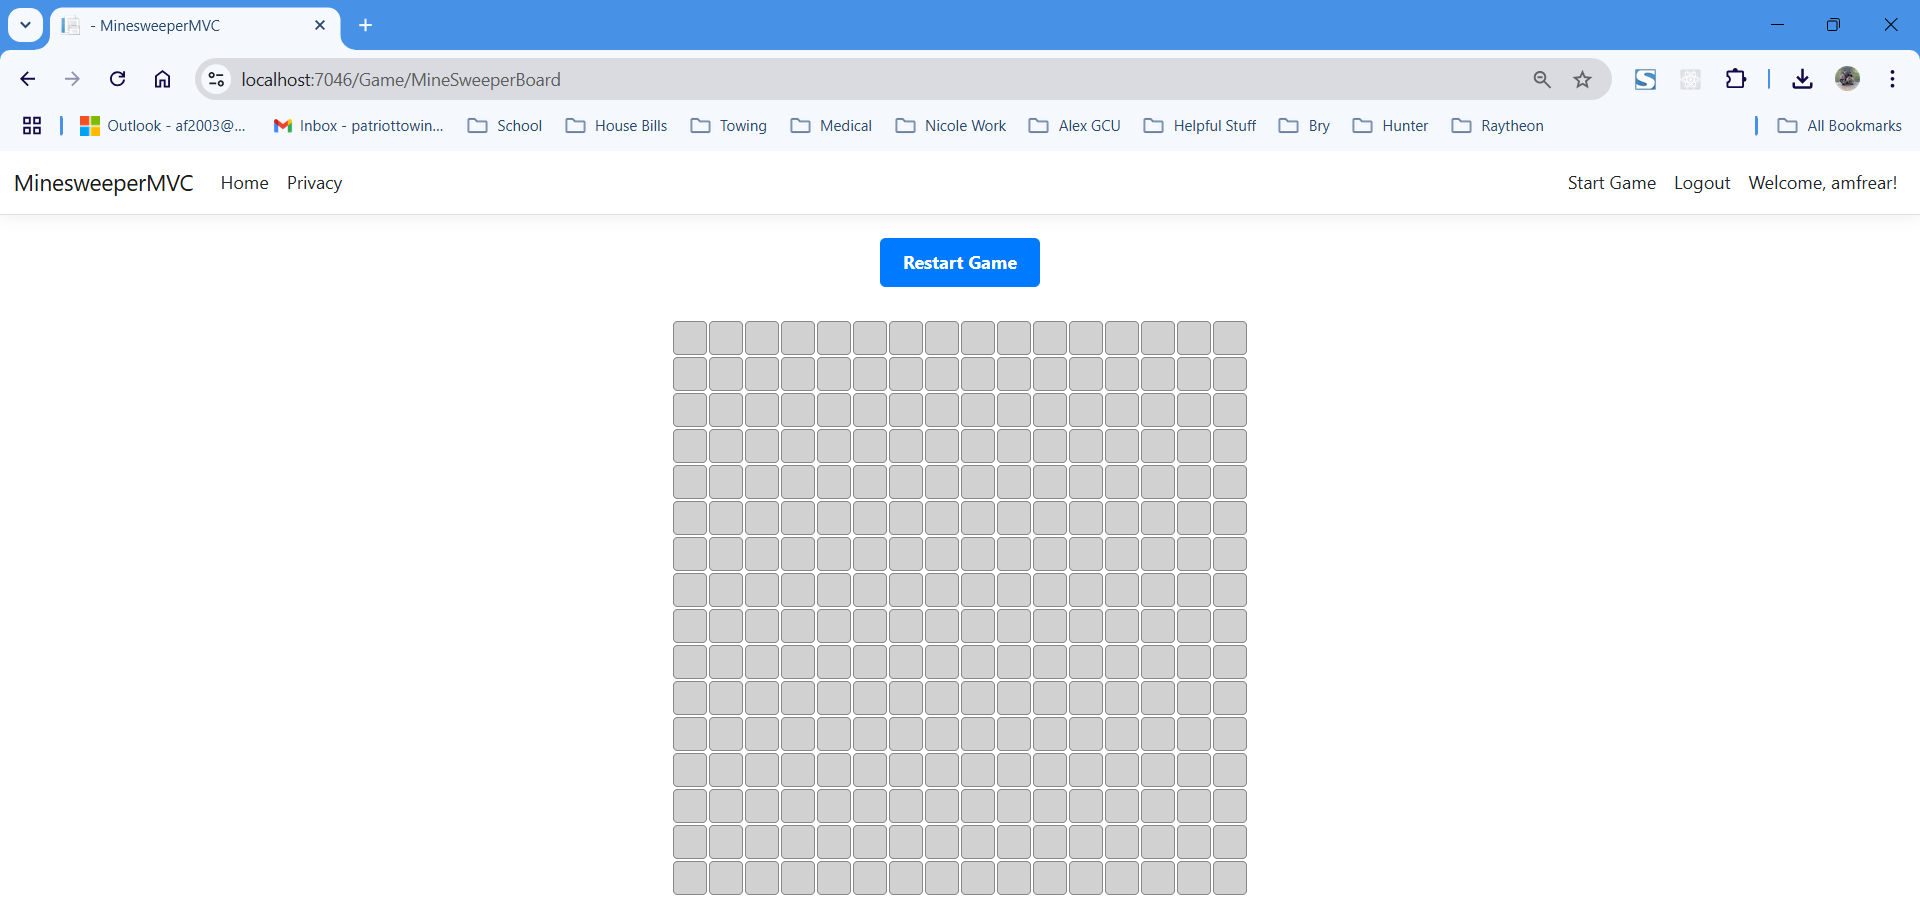 - MinesweeperMVC
localhost:7046/Game/MineSweeperBoard
Outlook - af2003@... Inbox - patriottowin... School House Bills Towing Medical Nicole Work Alex GCU Helpful Stuff Bry Hunter Raytheon All Bookmarks
MinesweeperMVC Home Privacy Start Game Logout Welcome, amfrear!
Restart Game